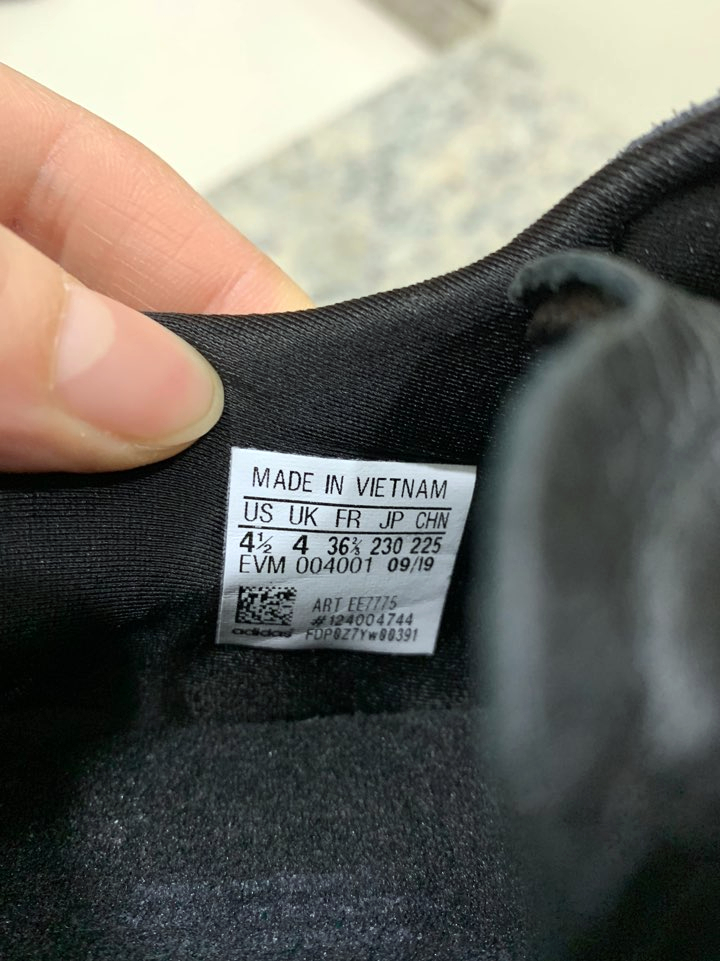 MADE IN VIETNAM
US UK FR JP CHN
4½ 4 36⅔ 230 225
EVM 004001 09/19
ART EE7775
#124004744
adidas FDP0Z7Yw00391